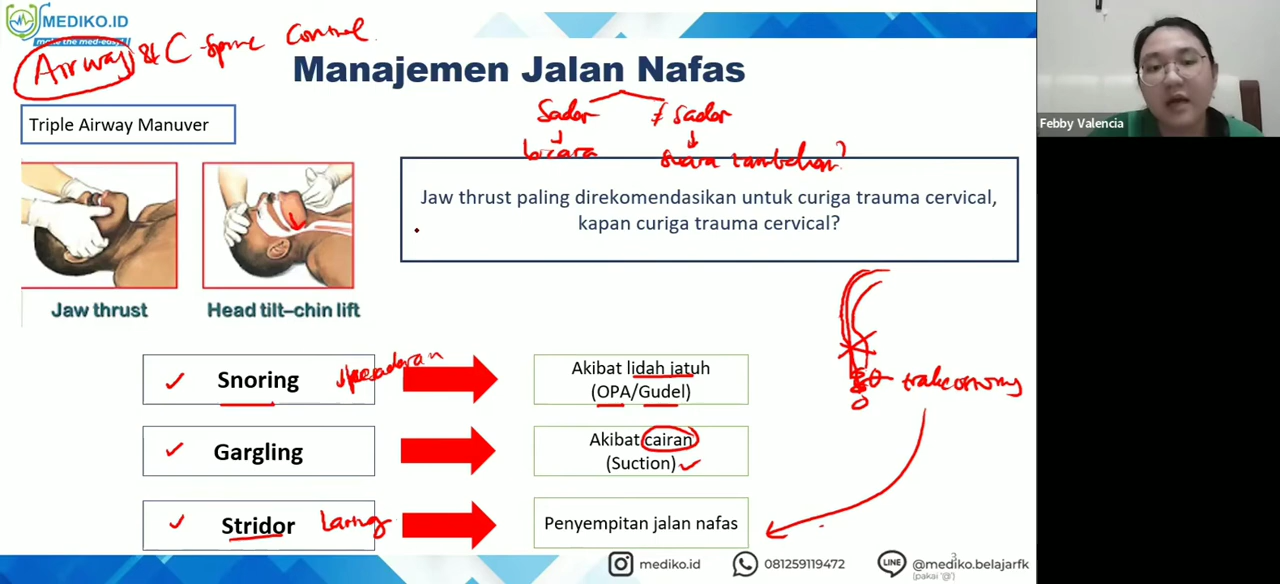 MEDIKO.ID
make the med-easy!
Airway & C-Spine Control
Manajemen Jalan Nafas
Sadar
≠ sadar
bicara
suara tambahan?
Triple Airway Manuver
Jaw thrust paling direkomendasikan untuk curiga trauma cervical,
kapan curiga trauma cervical?
Jaw thrust
Head tilt–chin lift
Snoring
↓kesadaran
Akibat lidah jatuh
(OPA/Gudel)
trakeostomy
Gargling
Akibat cairan
(Suction)
Stridor
Laring
Penyempitan jalan nafas
mediko.id
081259119472
@mediko.belajarfk
(pakai '@')
3
Febby Valencia